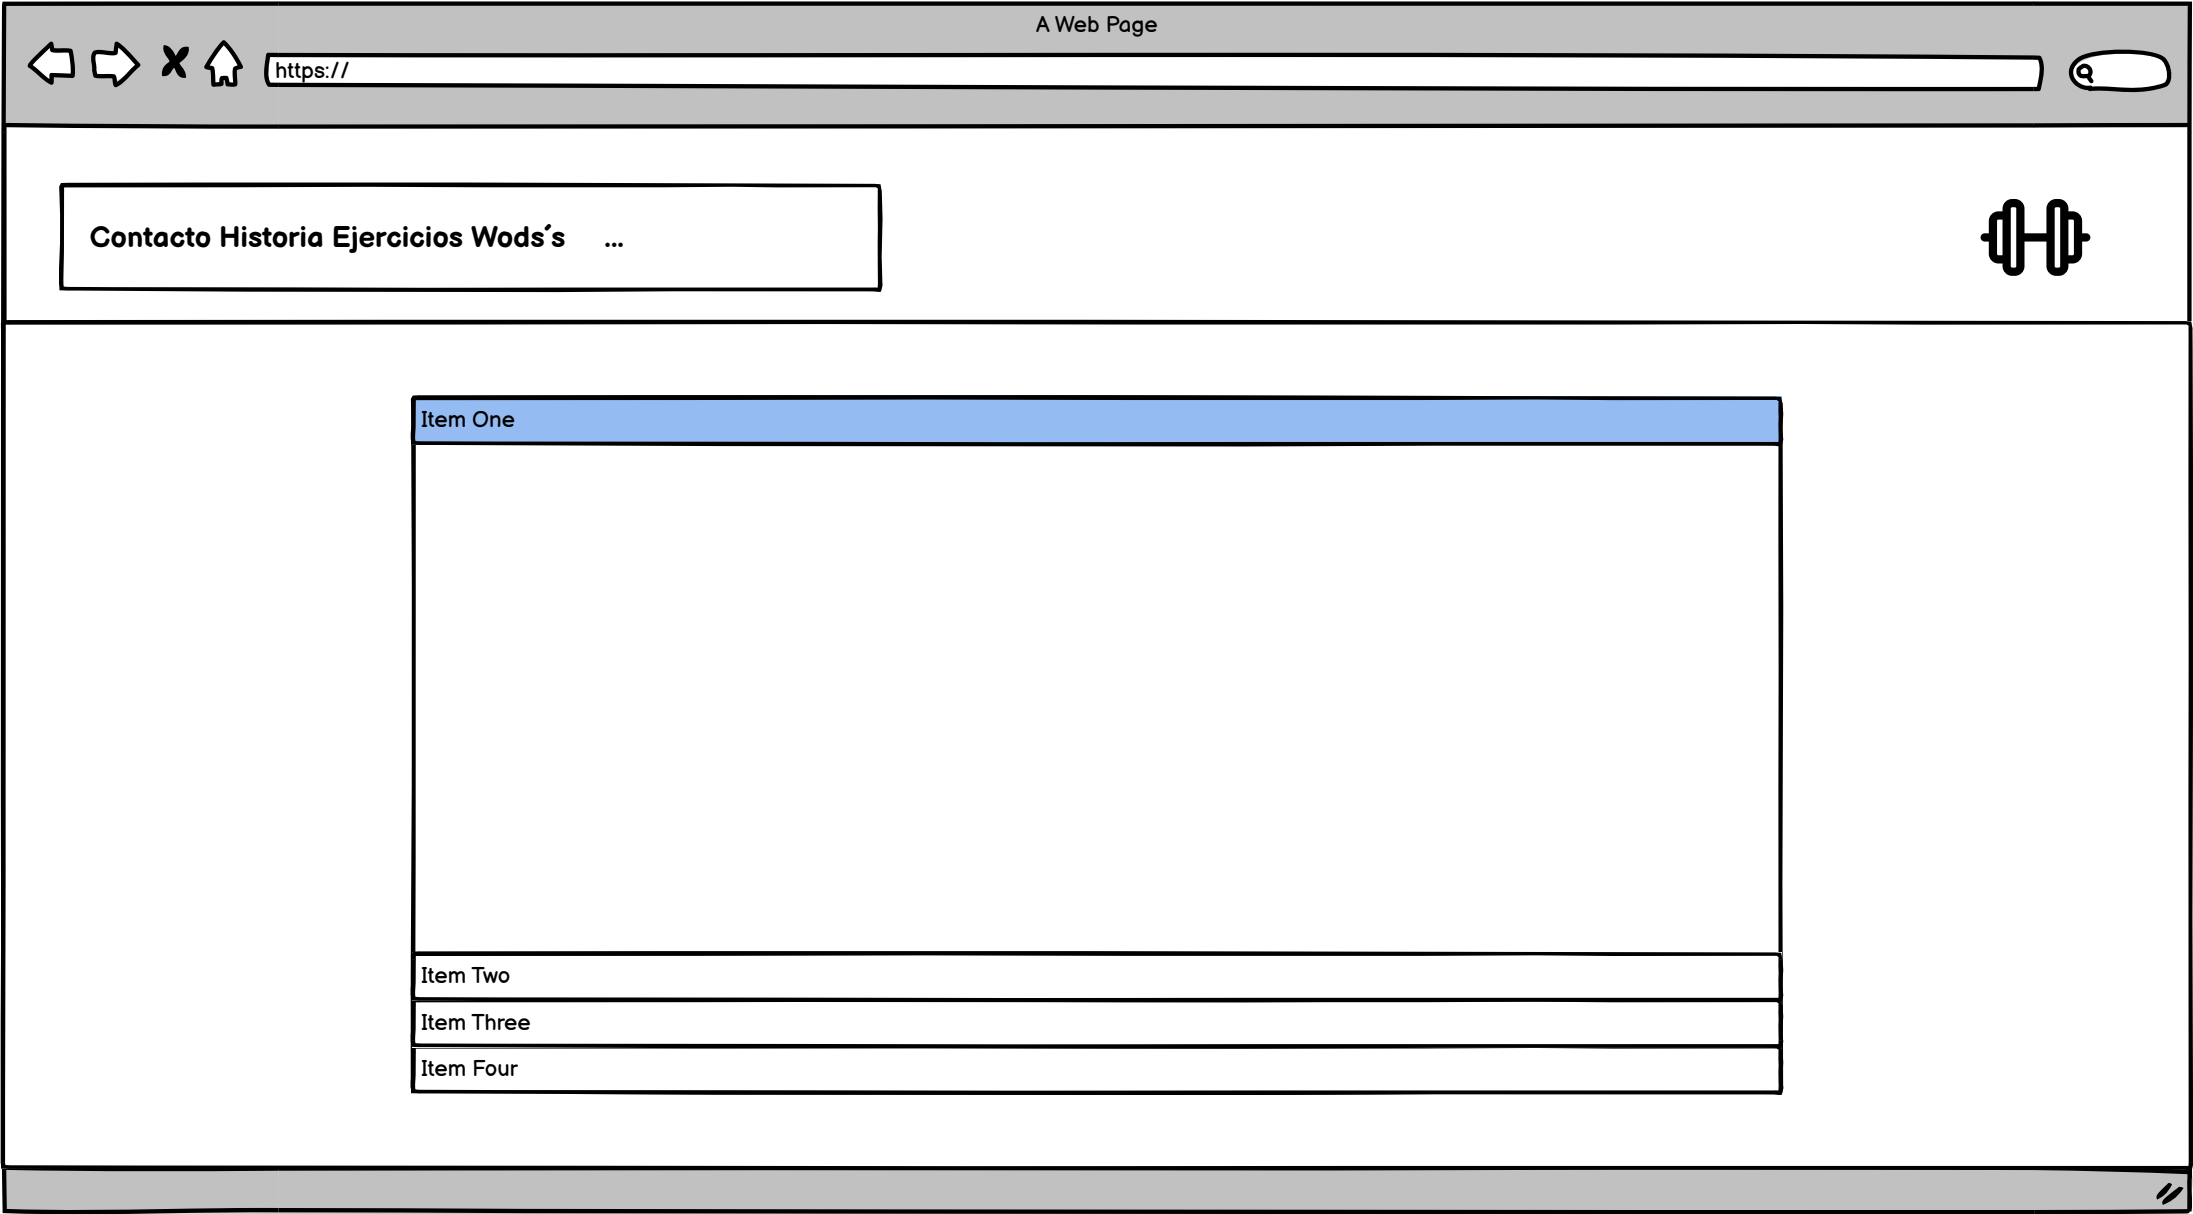 A Web Page
https://
Contacto Historia Ejercicios Wods´s ...
Item One
Item Two
Item Three
Item Four